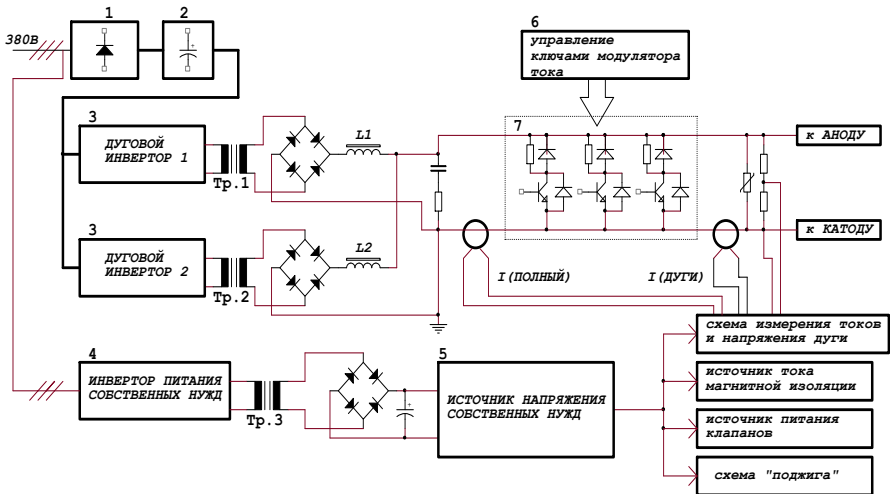 1
2
380В
6
управление
ключами модулятора
тока
3
ДУГОВОЙ
ИНВЕРТОР 1
Тр.1
L1
7
к АНОДУ
к КАТОДУ
3
ДУГОВОЙ
ИНВЕРТОР 2
Тр.2
L2
I(ПОЛНЫЙ)
I(ДУГИ)
схема измерения токов
и напряжения дуги
4
ИНВЕРТОР ПИТАНИЯ
СОБСТВЕННЫХ НУЖД
Тр.3
+
5
ИСТОЧНИК НАПРЯЖЕНИЯ
СОБСТВЕННЫХ НУЖД
источник тока
магнитной изоляции
источник питания
клапанов
схема "поджига"